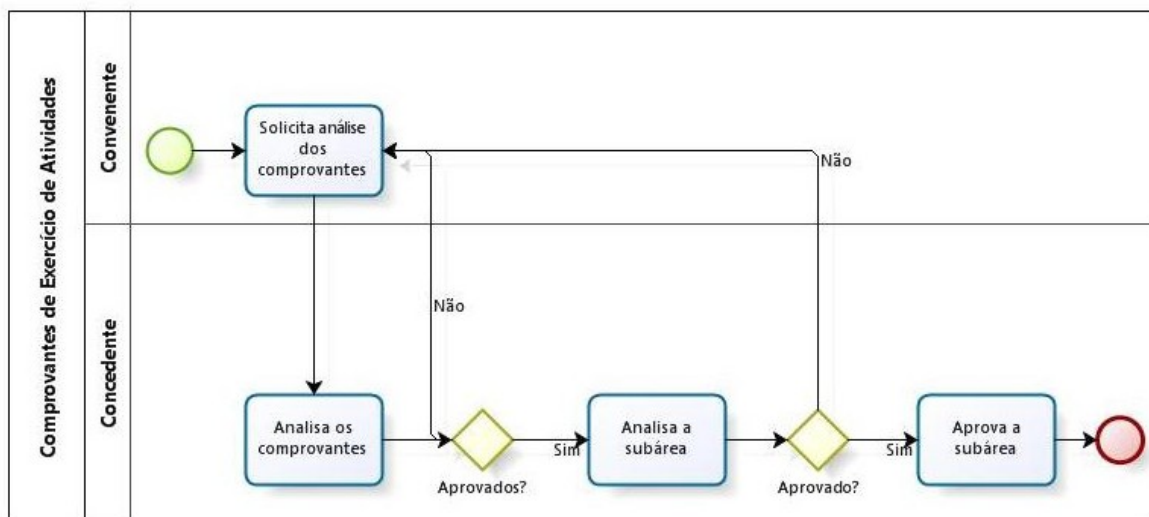 Comprovantes de Exercício de Atividades
Convenente
Solicita análise
dos
comprovantes
Não
Concedente
Não
Analisa os
comprovantes
Aprovados?
Sim
Analisa a
subárea
Aprovado?
Sim
Aprova a
subárea